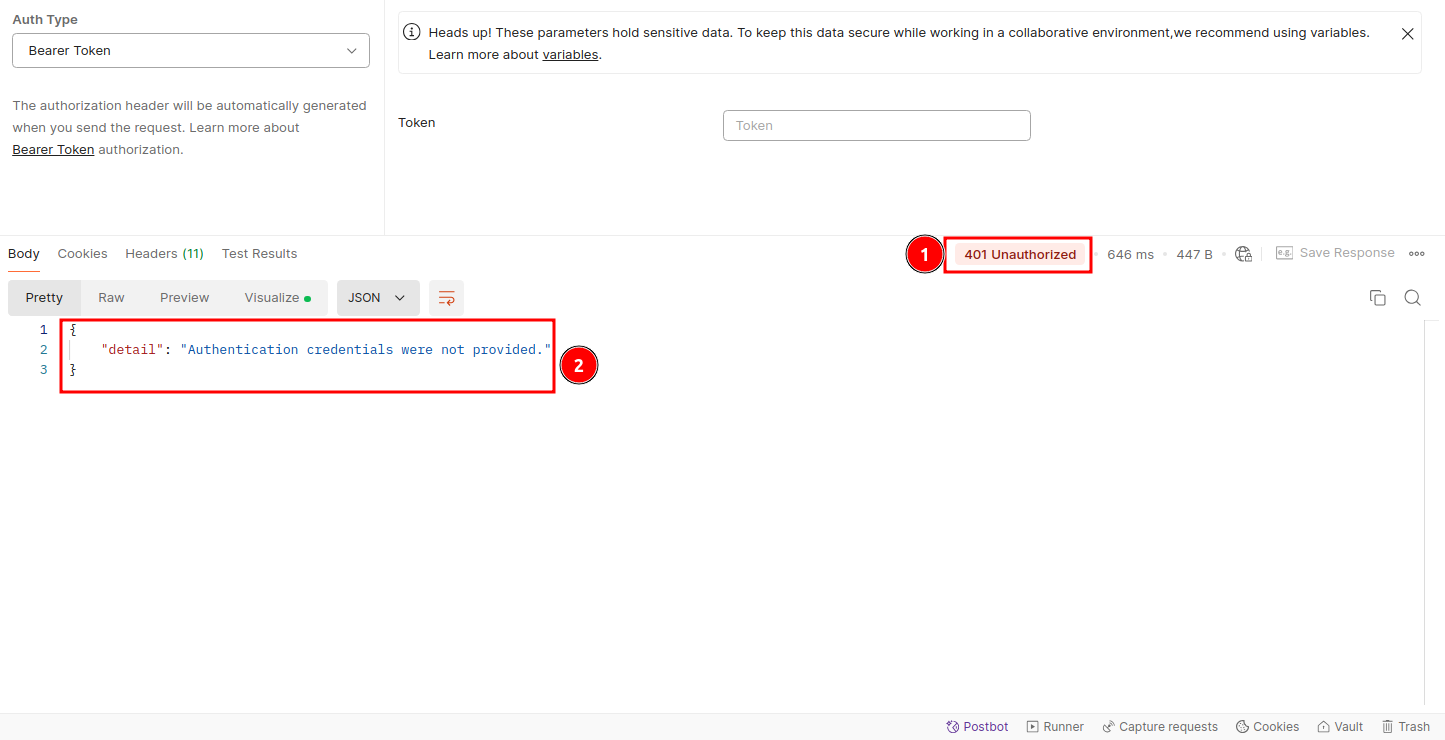 Auth Type
Bearer Token
The authorization header will be automatically generated
when you send the request. Learn more about
Bearer Token authorization.
Heads up! These parameters hold sensitive data. To keep this data secure while working in a collaborative environment,we recommend using variables.
Learn more about variables.
Token Token
Body Cookies Headers (11) Test Results 1 401 Unauthorized 646 ms 447 B e.g. Save Response
Pretty Raw Preview Visualize JSON
1 {
2 "detail": "Authentication credentials were not provided."
3 }
2
Postbot Runner Capture requests Cookies Vault Trash